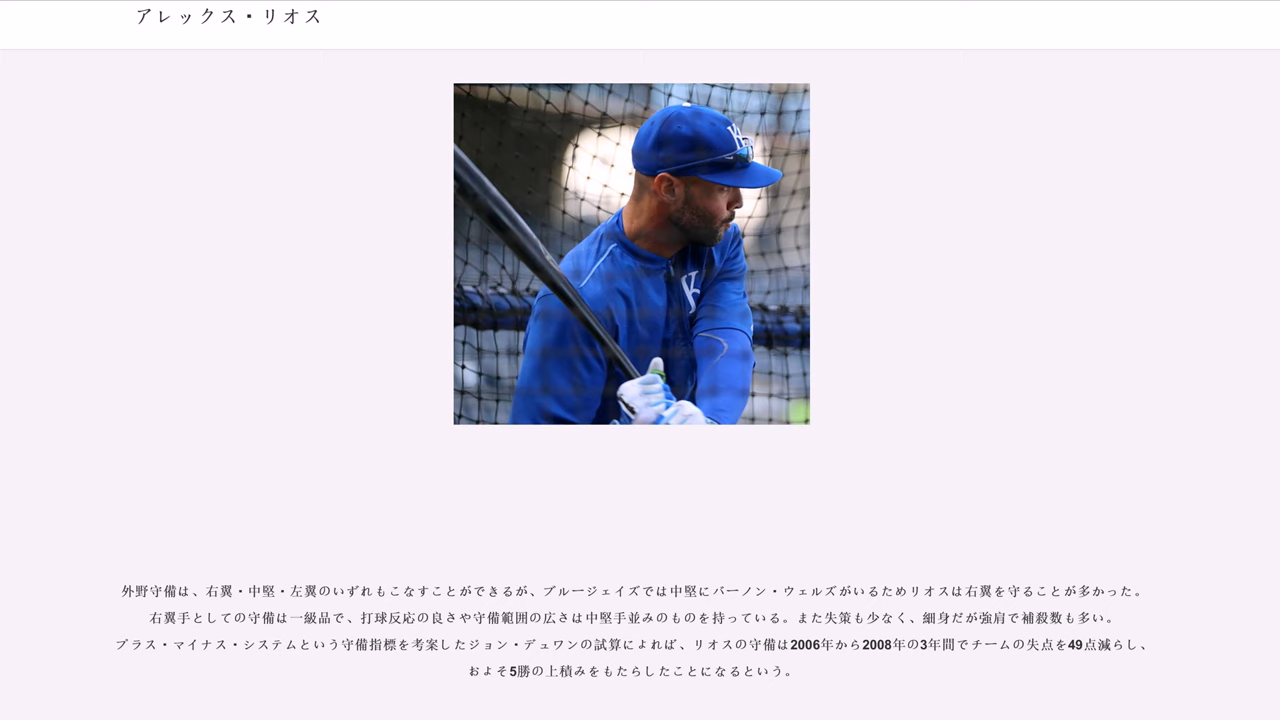 アレックス・リオス
外野守備は、右翼・中堅・左翼のいずれもこなすことができるが、ブルージェイズでは中堅にバーノン・ウェルズがいるためリオスは右翼を守ることが多かった。
右翼手としての守備は一級品で、打球反応の良さや守備範囲の広さは中堅手並みのものを持っている。また失策も少なく、細身だが強肩で補殺数も多い。
プラス・マイナス・システムという守備指標を考案したジョン・デュワンの試算によれば、リオスの守備は2006年から2008年の3年間でチームの失点を49点減らし、
およそ5勝の上積みをもたらしたことになるという。